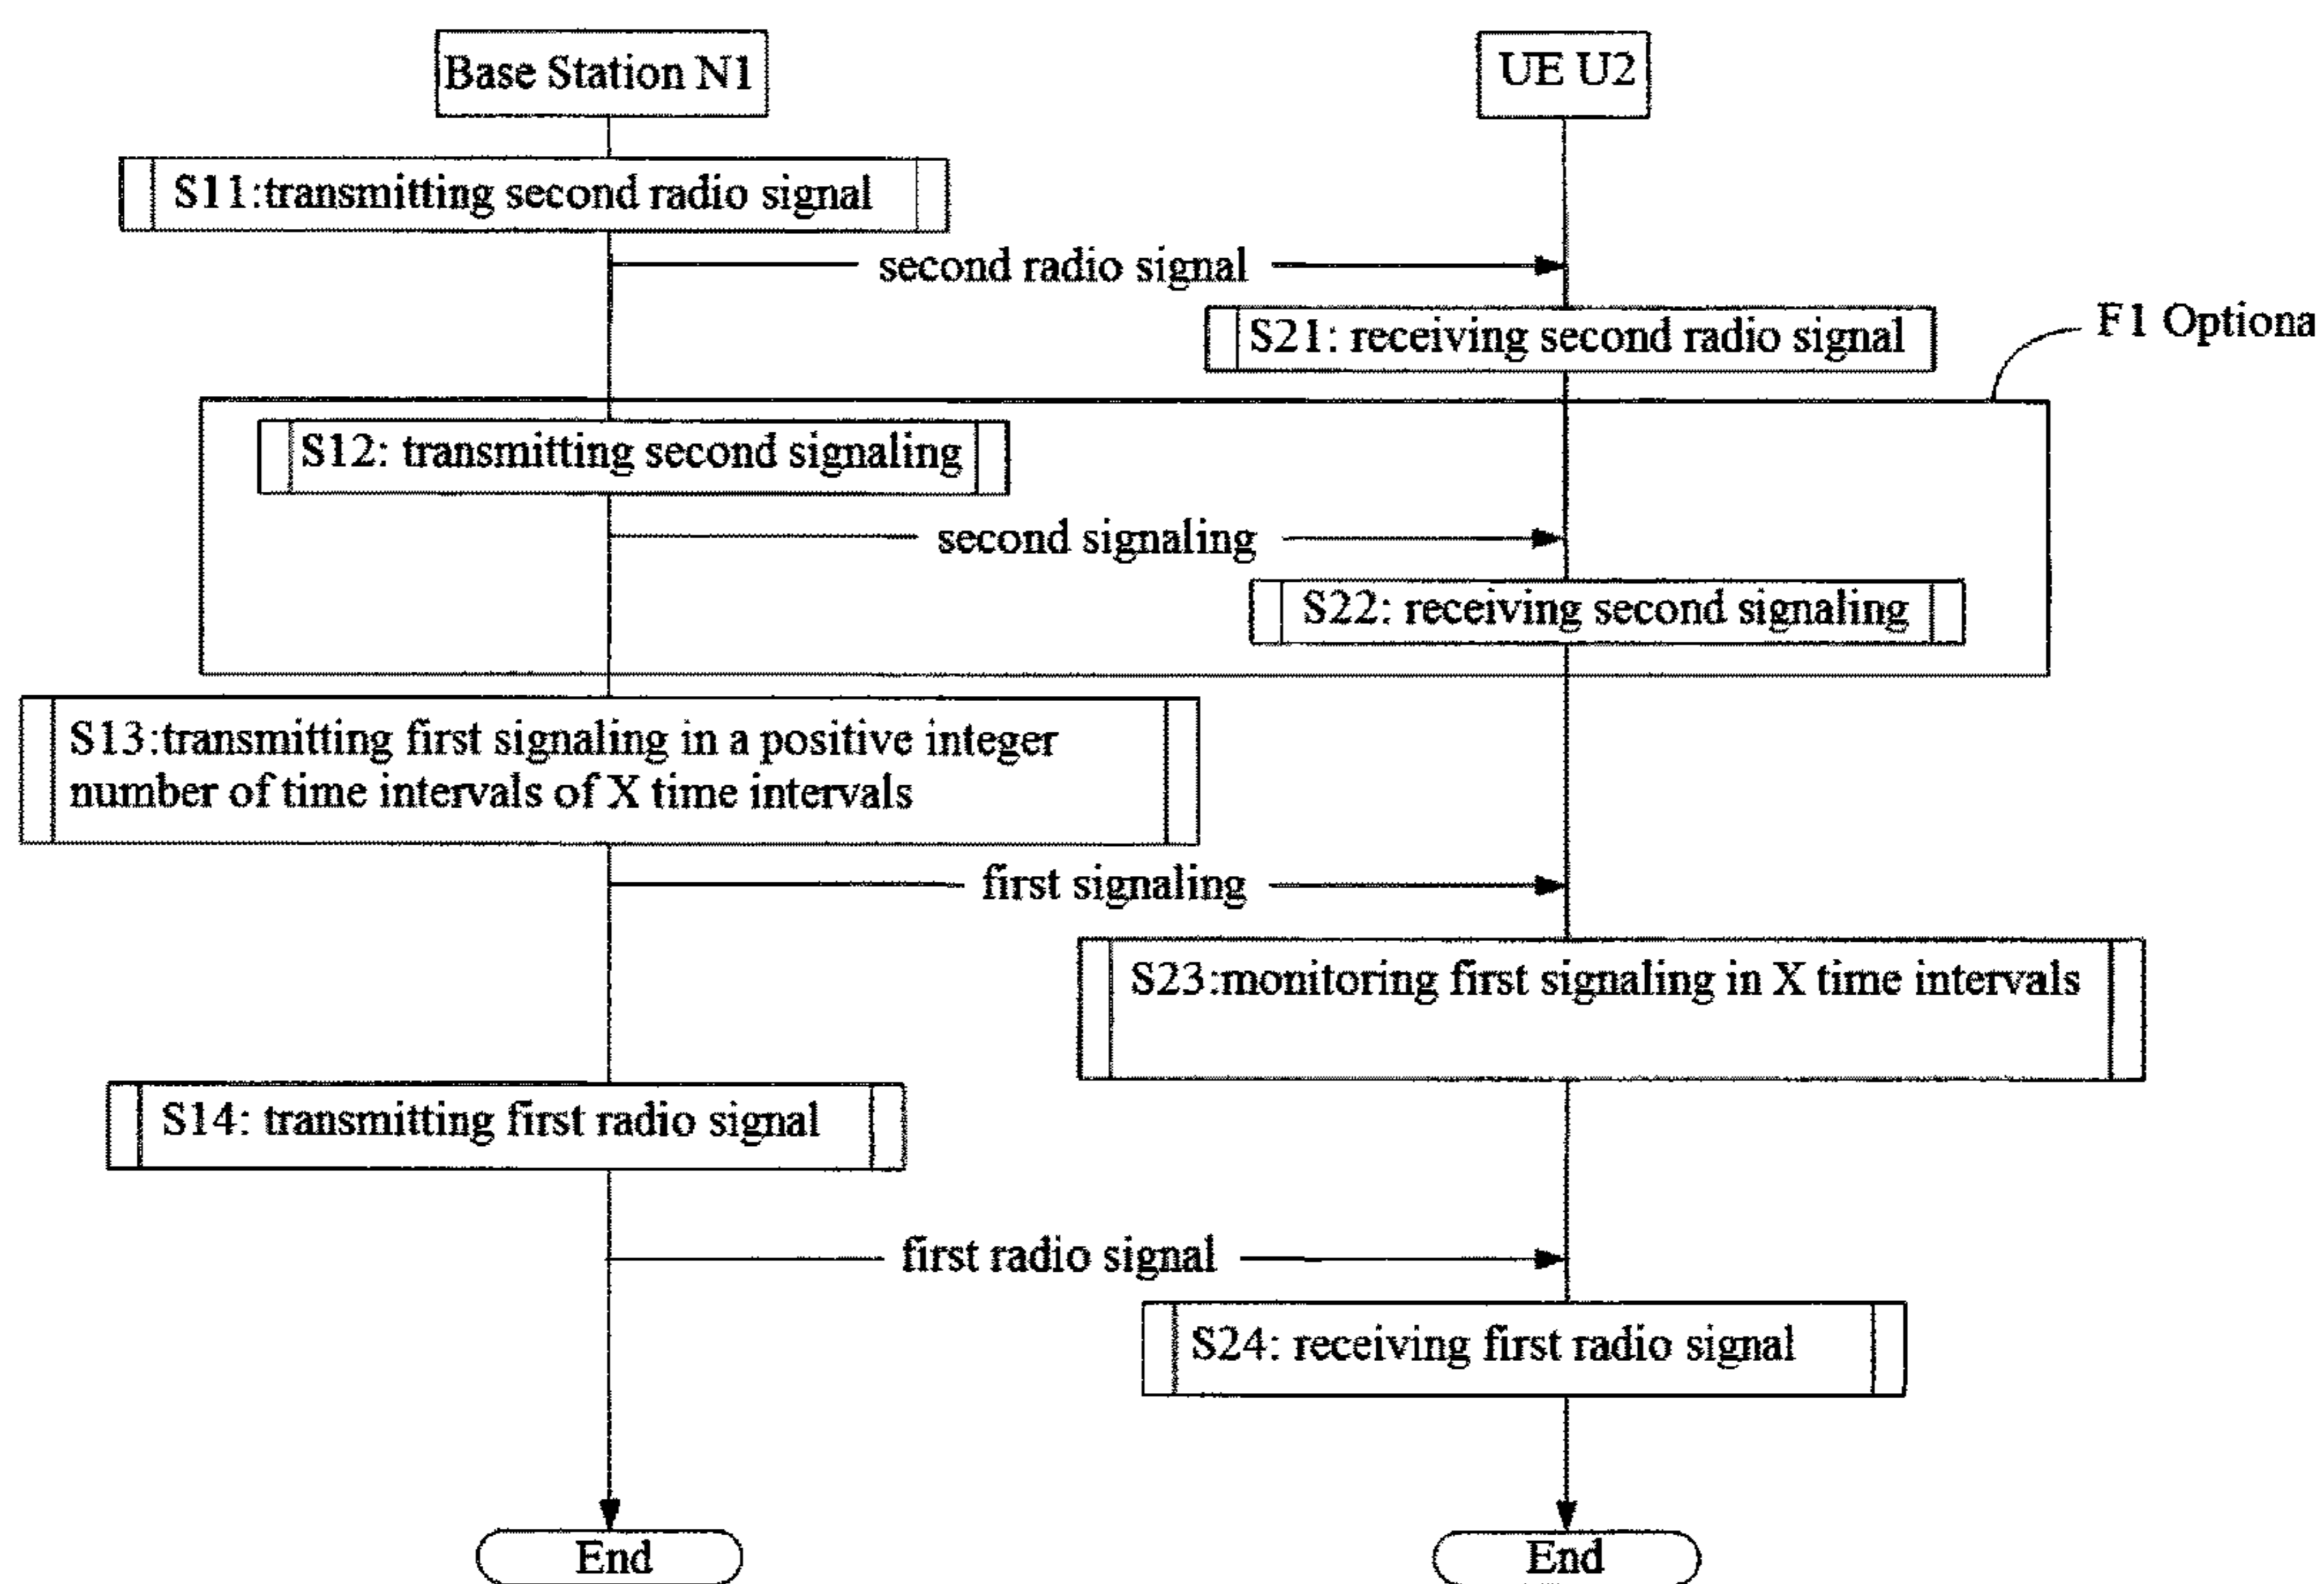 Base Station N1
UE U2
S11:transmitting second radio signal
second radio signal
S21: receiving second radio signal
F1 Optiona
S12: transmitting second signaling
second signaling
S22: receiving second signaling
S13:transmitting first signaling in a positive integer
number of time intervals of X time intervals
first signaling
S23:monitoring first signaling in X time intervals
S14: transmitting first radio signal
first radio signal
S24: receiving first radio signal
End
End